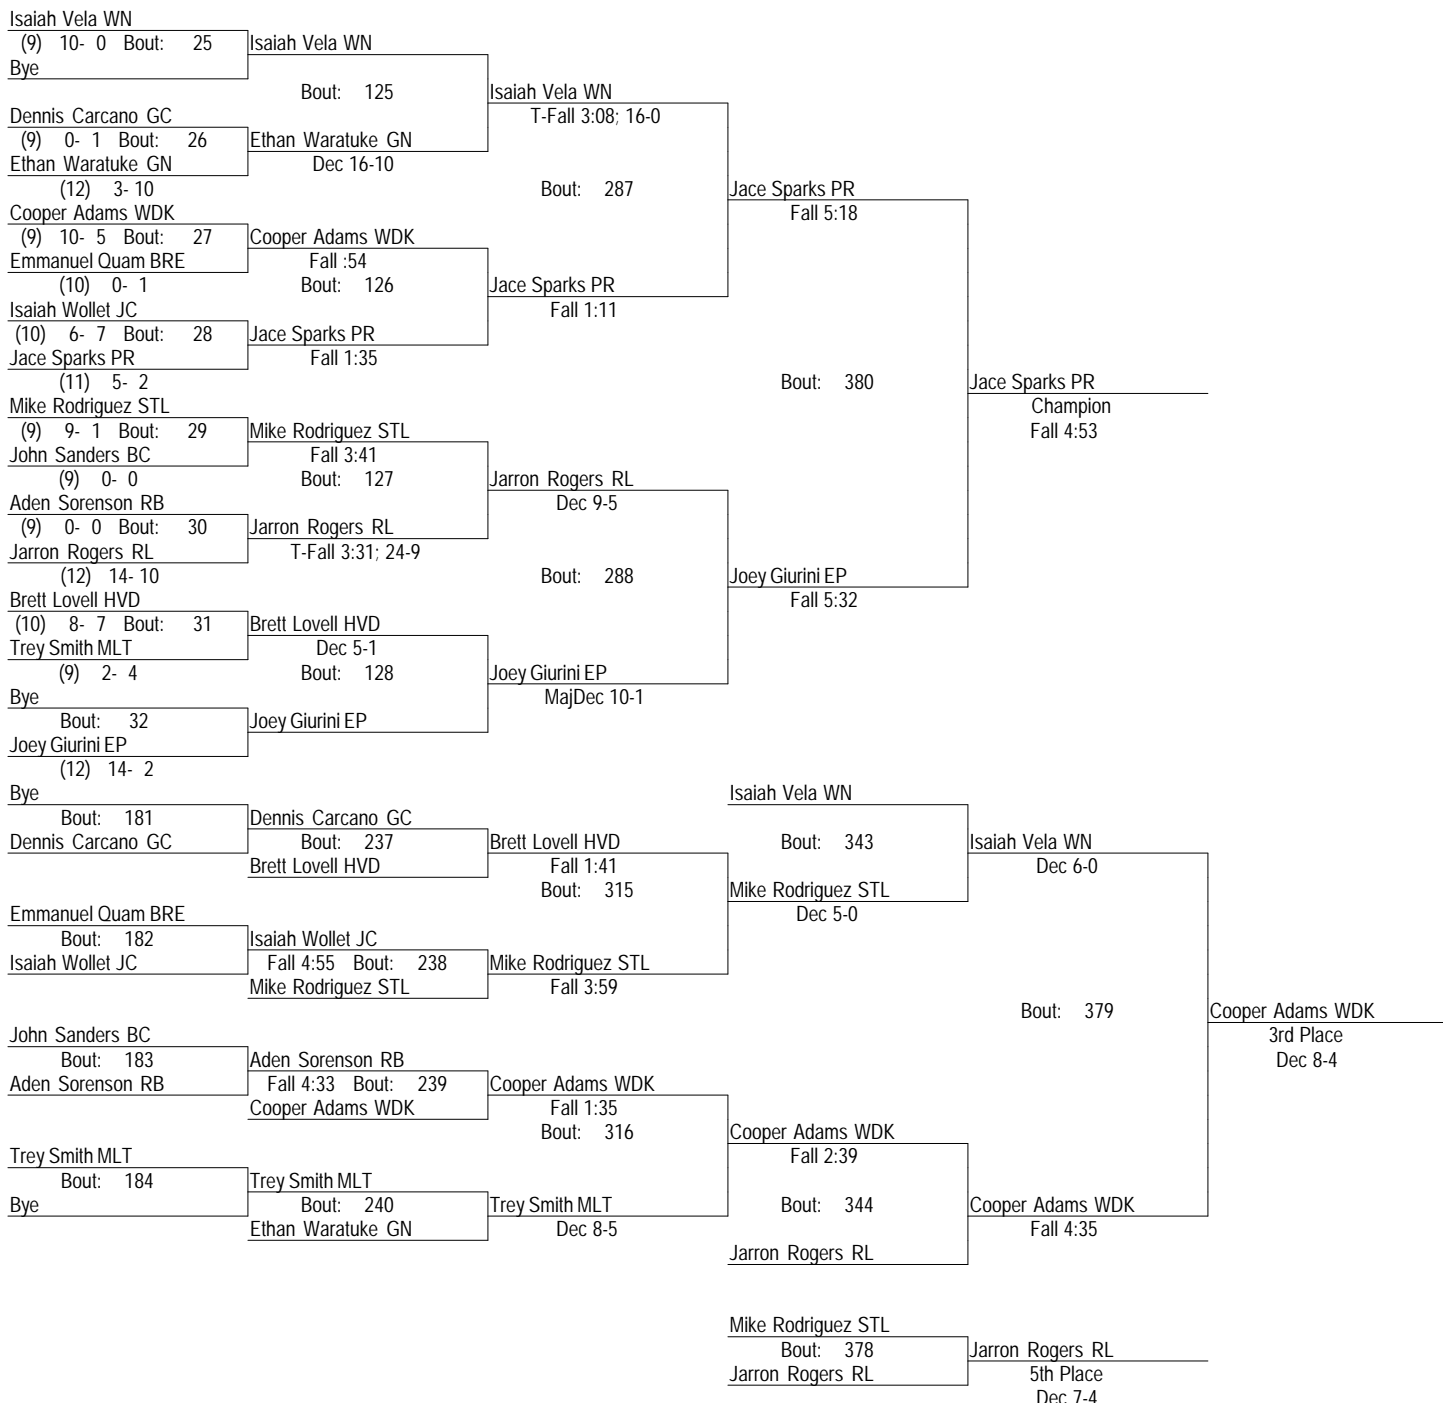 Isaiah Vela WN
(9) 10- 0 Bout: 25 Isaiah Vela WN
Bye
Bout: 125 Isaiah Vela WN
Dennis Carcano GC T-Fall 3:08; 16-0
(9) 0- 1 Bout: 26 Ethan Waratuke GN
Ethan Waratuke GN Dec 16-10
(12) 3- 10 Bout: 287 Jace Sparks PR
Cooper Adams WDK Fall 5:18
(9) 10- 5 Bout: 27 Cooper Adams WDK
Emmanuel Quam BRE Fall :54
(10) 0- 1 Bout: 126 Jace Sparks PR
Isaiah Wollet JC Fall 1:11
(10) 6- 7 Bout: 28 Jace Sparks PR
Jace Sparks PR Fall 1:35
(11) 5- 2 Bout: 380 Jace Sparks PR
Mike Rodriguez STL Champion
(9) 9- 1 Bout: 29 Mike Rodriguez STL Fall 4:53
John Sanders BC Fall 3:41
(9) 0- 0 Bout: 127 Jarron Rogers RL
Aden Sorenson RB Dec 9-5
(9) 0- 0 Bout: 30 Jarron Rogers RL
Jarron Rogers RL T-Fall 3:31; 24-9
(12) 14- 10 Bout: 288 Joey Giurini EP
Brett Lovell HVD Fall 5:32
(10) 8- 7 Bout: 31 Brett Lovell HVD
Trey Smith MLT Dec 5-1
(9) 2- 4 Bout: 128 Joey Giurini EP
Bye MajDec 10-1
Bout: 32 Joey Giurini EP
Joey Giurini EP
(12) 14- 2
Bye Isaiah Vela WN
Bout: 181 Dennis Carcano GC
Dennis Carcano GC Bout: 237 Brett Lovell HVD Bout: 343 Isaiah Vela WN
Brett Lovell HVD Fall 1:41 Dec 6-0
Bout: 315 Mike Rodriguez STL
Emmanuel Quam BRE Dec 5-0
Bout: 182 Isaiah Wollet JC
Isaiah Wollet JC Fall 4:55 Bout: 238 Mike Rodriguez STL
Mike Rodriguez STL Fall 3:59
Bout: 379 Cooper Adams WDK
John Sanders BC 3rd Place
Bout: 183 Aden Sorenson RB Dec 8-4
Aden Sorenson RB Fall 4:33 Bout: 239 Cooper Adams WDK
Cooper Adams WDK Fall 1:35
Bout: 316 Cooper Adams WDK
Trey Smith MLT Fall 2:39
Bout: 184 Trey Smith MLT
Bye Bout: 240 Trey Smith MLT Bout: 344 Cooper Adams WDK
Ethan Waratuke GN Dec 8-5 Fall 4:35
Jarron Rogers RL
Mike Rodriguez STL
Bout: 378 Jarron Rogers RL
Jarron Rogers RL 5th Place
Dec 7-4